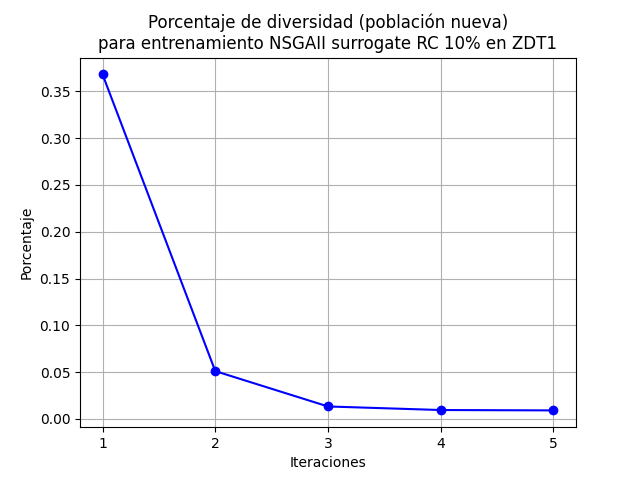 Porcentaje de diversidad (población nueva)
para entrenamiento NSGAII surrogate RC 10% en ZDT1
Porcentaje
0.35
0.30
0.25
0.20
0.15
0.10
0.05
0.00
1 2 3 4 5
Iteraciones